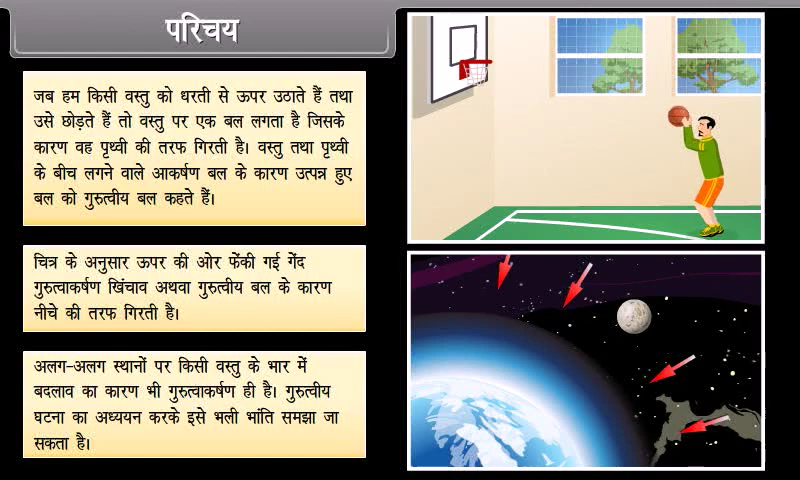 परिचय
जब हम किसी वस्तु को धरती से ऊपर उठाते हैं तथा
उसे छोड़ते हैं तो वस्तु पर एक बल लगता है जिसके
कारण वह पृथ्वी की तरफ गिरती है। वस्तु तथा पृथ्वी
के बीच लगने वाले आकर्षण बल के कारण उत्पन्न हुए
बल को गुरुत्वीय बल कहते हैं।
चित्र के अनुसार ऊपर की ओर फेंकी गई गेंद
गुरुत्वाकर्षण खिंचाव अथवा गुरुत्वीय बल के कारण
नीचे की तरफ गिरती है।
अलग-अलग स्थानों पर किसी वस्तु के भार में
बदलाव का कारण भी गुरुत्वाकर्षण ही है। गुरुत्वीय
घटना का अध्ययन करके इसे भली भांति समझा जा
सकता है।